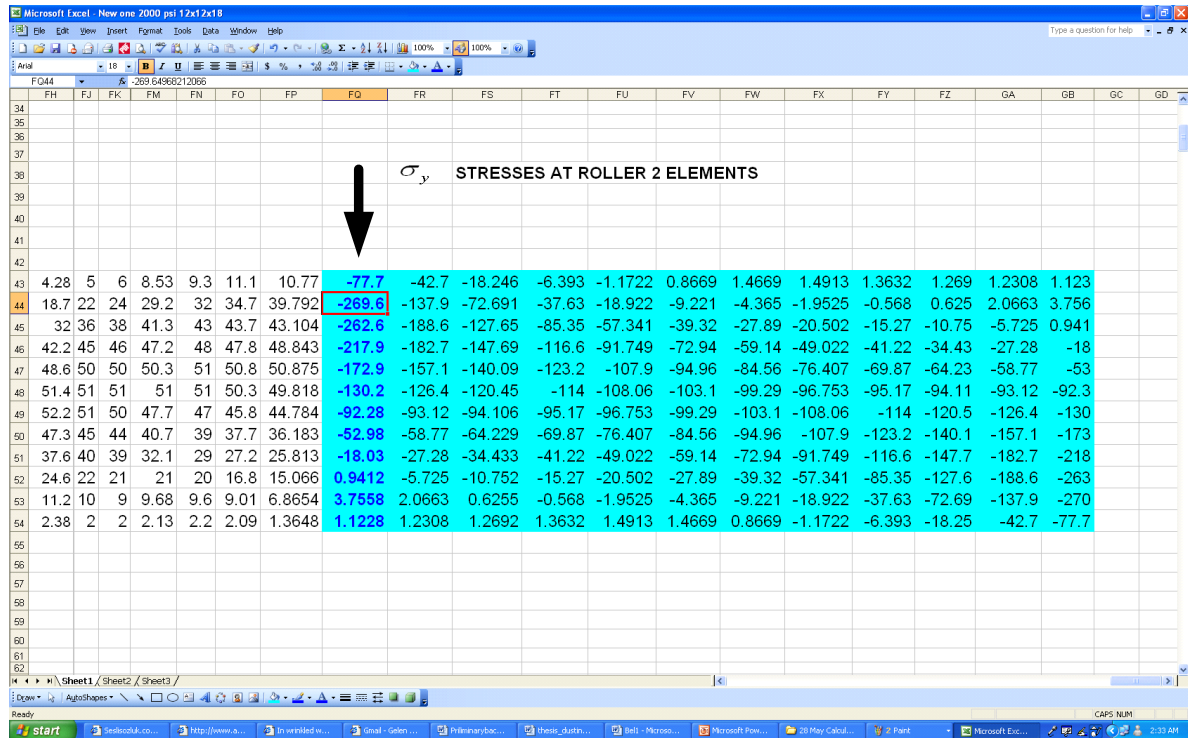 Microsoft Excel - New one 2000 psi 12x12x18
File Edit View Insert Format Tools Data Window Help Type a question for help
100% 100%
Arial 18 B I U $ % ,
FQ44 fx -269.64968212066
FH FJ FK FM FN FO FP FQ FR FS FT FU FV FW FX FY FZ GA GB GC GD
34
35
36
37
38 σy STRESSES AT ROLLER 2 ELEMENTS
39
40
41
42
43 4.28 5 6 8.53 9.3 11.1 10.77 -77.7 -42.7 -18.246 -6.393 -1.1722 0.8669 1.4669 1.4913 1.3632 1.269 1.2308 1.123
44 18.7 22 24 29.2 32 34.7 39.792 -269.6 -137.9 -72.691 -37.63 -18.922 -9.221 -4.365 -1.9525 -0.568 0.625 2.0663 3.756
45 32 36 38 41.3 43 43.7 43.104 -262.6 -188.6 -127.65 -85.35 -57.341 -39.32 -27.89 -20.502 -15.27 -10.75 -5.725 0.941
46 42.2 45 46 47.2 48 47.8 48.843 -217.9 -182.7 -147.69 -116.6 -91.749 -72.94 -59.14 -49.022 -41.22 -34.43 -27.28 -18
47 48.6 50 50 50.3 51 50.8 50.875 -172.9 -157.1 -140.09 -123.2 -107.9 -94.96 -84.56 -76.407 -69.87 -64.23 -58.77 -53
48 51.4 51 51 51 51 50.3 49.818 -130.2 -126.4 -120.45 -114 -108.06 -103.1 -99.29 -96.753 -95.17 -94.11 -93.12 -92.3
49 52.2 51 50 47.7 47 45.8 44.784 -92.28 -93.12 -94.106 -95.17 -96.753 -99.29 -103.1 -108.06 -114 -120.5 -126.4 -130
50 47.3 45 44 40.7 39 37.7 36.183 -52.98 -58.77 -64.229 -69.87 -76.407 -84.56 -94.96 -107.9 -123.2 -140.1 -157.1 -173
51 37.6 40 39 32.1 29 27.2 25.813 -18.03 -27.28 -34.433 -41.22 -49.022 -59.14 -72.94 -91.749 -116.6 -147.7 -182.7 -218
52 24.6 22 21 21 20 16.8 15.066 0.9412 -5.725 -10.752 -15.27 -20.502 -27.89 -39.32 -57.341 -85.35 -127.6 -188.6 -263
53 11.2 10 9 9.68 9.6 9.01 6.8654 3.7558 2.0663 0.6255 -0.568 -1.9525 -4.365 -9.221 -18.922 -37.63 -72.69 -137.9 -270
54 2.38 2 2 2.13 2.2 2.09 1.3648 1.1228 1.2308 1.2692 1.3632 1.4913 1.4669 0.8669 -1.1722 -6.393 -18.25 -42.7 -77.7
55
56
57
58
59
60
61
62
Sheet1 Sheet2 Sheet3
Draw AutoShapes
Ready CAPS NUM
start Seslisozluk.co... http://www.a... In wrinkled w... Gmail - Gelen ... Priliminarybac... thesis_dustin... Bell1 - Microso... Microsoft Pow... 28 May Calcul... 2 Paint Microsoft Exc... 2:33 AM